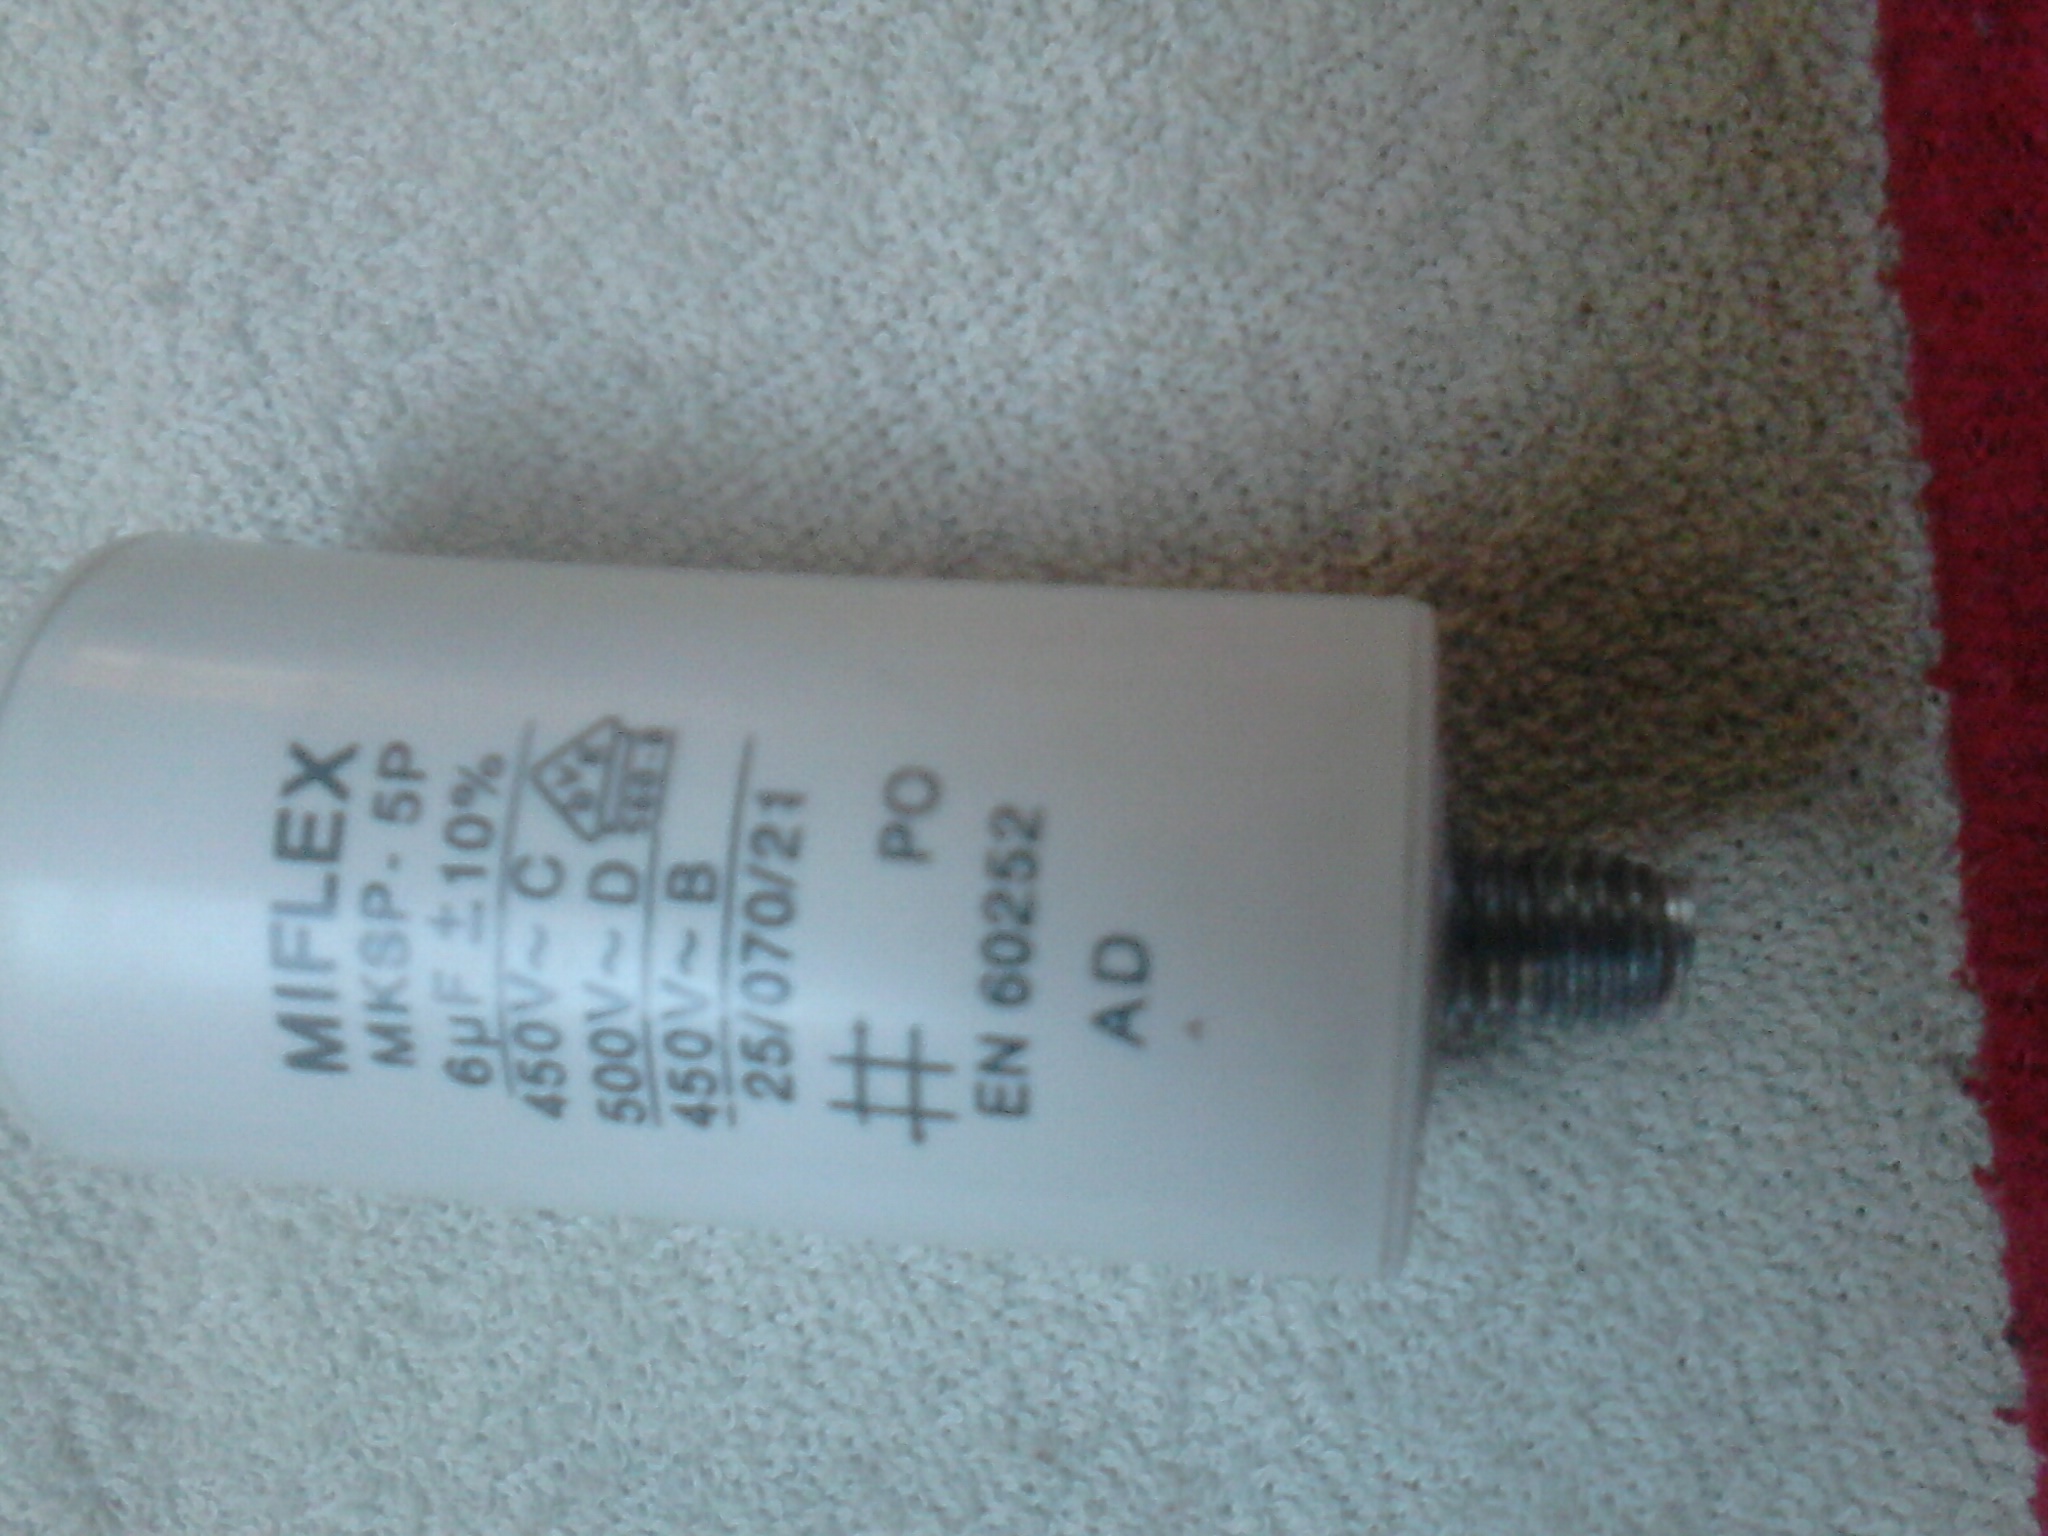 MIFLEX
MKSP-5P
6µF ±10%
450V~ C
500V~ D
450V~ B
25/070/21
PO
EN 60252
AD